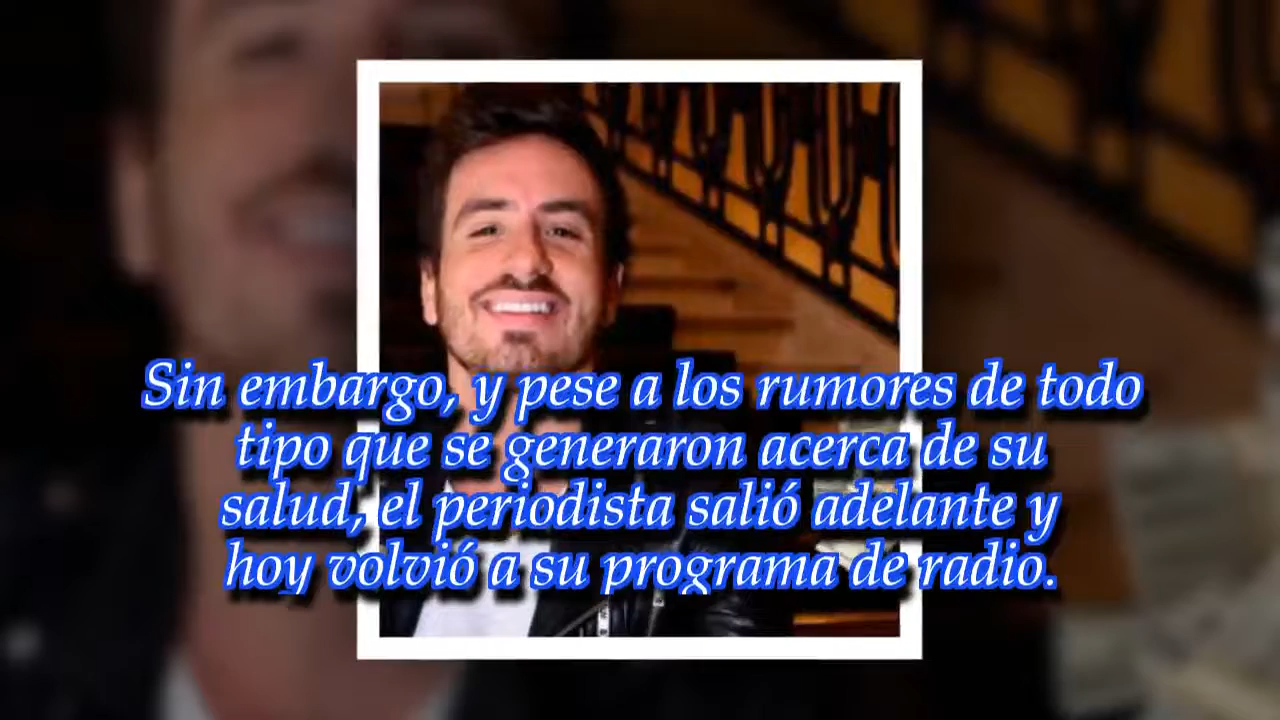 Sin embargo, y pese a los rumores de todo
tipo que se generaron acerca de su
salud, el periodista salió adelante y
hoy volvió a su programa de radio.